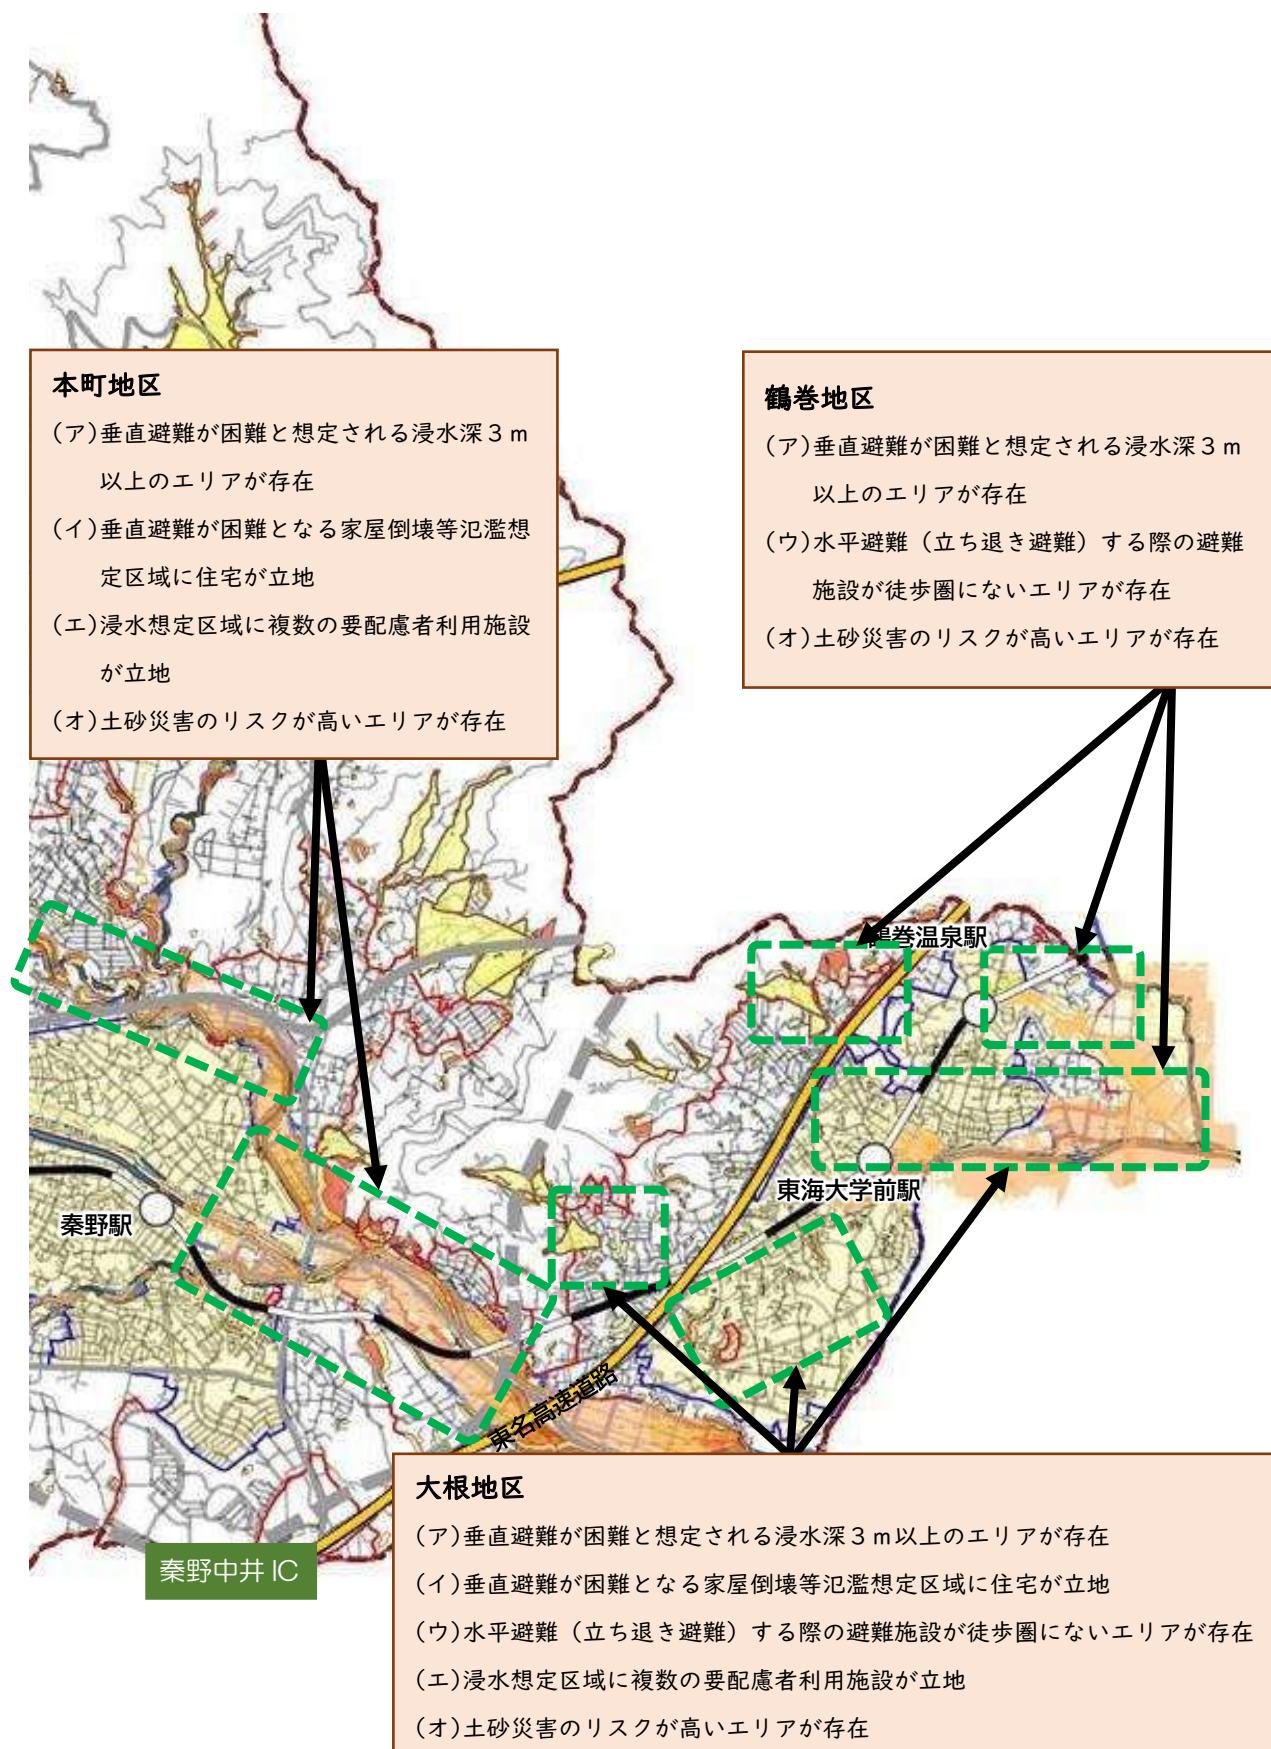 本町地区
(ア)垂直避難が困難と想定される浸水深３ｍ
以上のエリアが存在
(イ)垂直避難が困難となる家屋倒壊等氾濫想
定区域に住宅が立地
(エ)浸水想定区域に複数の要配慮者利用施設
が立地
(オ)土砂災害のリスクが高いエリアが存在
鶴巻地区
(ア)垂直避難が困難と想定される浸水深３ｍ
以上のエリアが存在
(ウ)水平避難（立ち退き避難）する際の避難
施設が徒歩圏にないエリアが存在
(オ)土砂災害のリスクが高いエリアが存在
鶴巻温泉駅
東海大学前駅
秦野駅
東名高速道路
秦野中井 IC
大根地区
(ア)垂直避難が困難と想定される浸水深３ｍ以上のエリアが存在
(イ)垂直避難が困難となる家屋倒壊等氾濫想定区域に住宅が立地
(ウ)水平避難（立ち退き避難）する際の避難施設が徒歩圏にないエリアが存在
(エ)浸水想定区域に複数の要配慮者利用施設が立地
(オ)土砂災害のリスクが高いエリアが存在